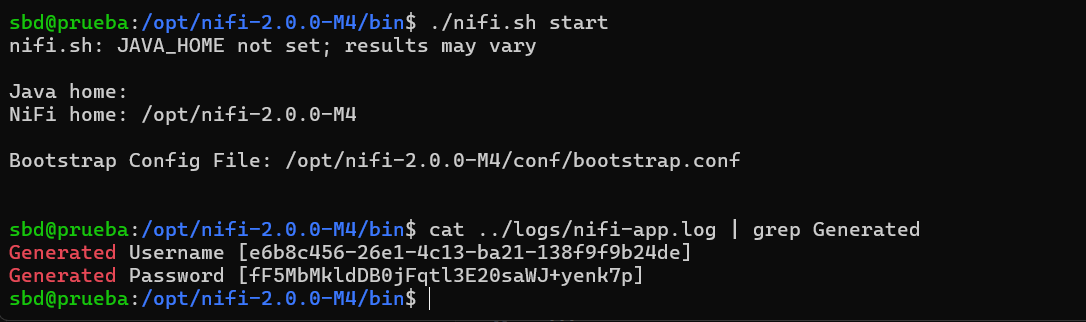 sbd@prueba:/opt/nifi-2.0.0-M4/bin$ ./nifi.sh start
nifi.sh: JAVA_HOME not set; results may vary
Java home:
NiFi home: /opt/nifi-2.0.0-M4
Bootstrap Config File: /opt/nifi-2.0.0-M4/conf/bootstrap.conf
sbd@prueba:/opt/nifi-2.0.0-M4/bin$ cat ../logs/nifi-app.log | grep Generated
Generated Username [e6b8c456-26e1-4c13-ba21-138f9f9b24de]
Generated Password [fF5MbMkldDB0jFqtl3E20saWJ+yenk7p]
sbd@prueba:/opt/nifi-2.0.0-M4/bin$